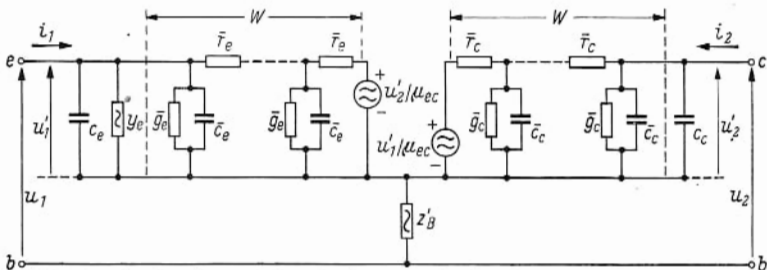 W W
i₁ r̄ₑ r̄ₑ r̄c r̄c i₂
e c
u′₁ cₑ yₑ ḡₑ c̄ₑ ḡₑ c̄ₑ u′₂/μec u′₁/μec ḡc c̄c ḡc c̄c cc u′₂
u₁ u₂
z′B
b b